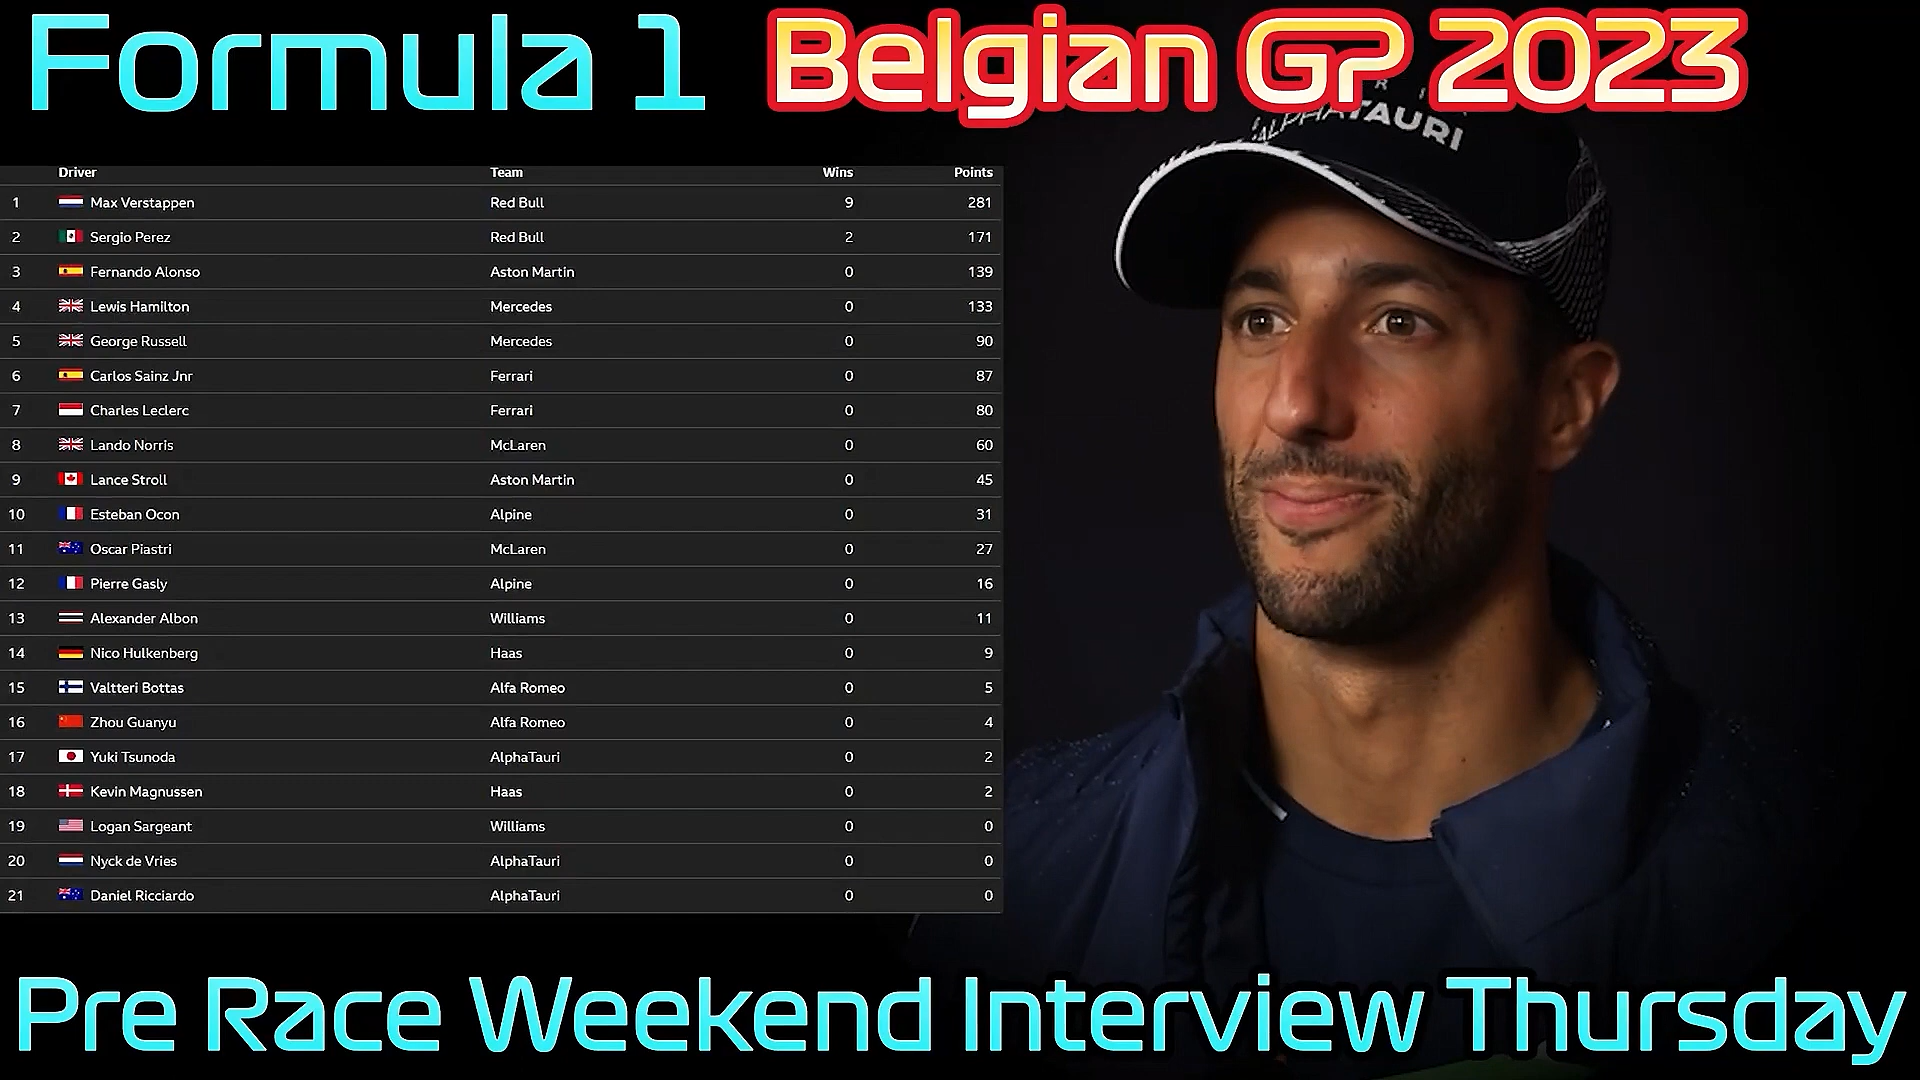 Formula 1 Belgian GP 2023
ALPHATAURI
Driver Team Wins Points
1 Max Verstappen Red Bull 9 281
2 Sergio Perez Red Bull 2 171
3 Fernando Alonso Aston Martin 0 139
4 Lewis Hamilton Mercedes 0 133
5 George Russell Mercedes 0 90
6 Carlos Sainz Jnr Ferrari 0 87
7 Charles Leclerc Ferrari 0 80
8 Lando Norris McLaren 0 60
9 Lance Stroll Aston Martin 0 45
10 Esteban Ocon Alpine 0 31
11 Oscar Piastri McLaren 0 27
12 Pierre Gasly Alpine 0 16
13 Alexander Albon Williams 0 11
14 Nico Hulkenberg Haas 0 9
15 Valtteri Bottas Alfa Romeo 0 5
16 Zhou Guanyu Alfa Romeo 0 4
17 Yuki Tsunoda AlphaTauri 0 2
18 Kevin Magnussen Haas 0 2
19 Logan Sargeant Williams 0 0
20 Nyck de Vries AlphaTauri 0 0
21 Daniel Ricciardo AlphaTauri 0 0
Pre Race Weekend Interview Thursday